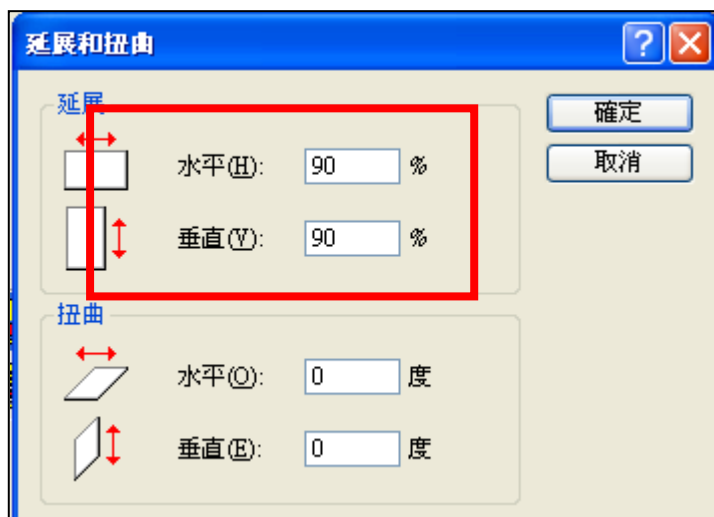 延展和扭曲
延展
水平(H): 90 %
垂直(V): 90 %
扭曲
水平(O): 0 度
垂直(E): 0 度
確定
取消